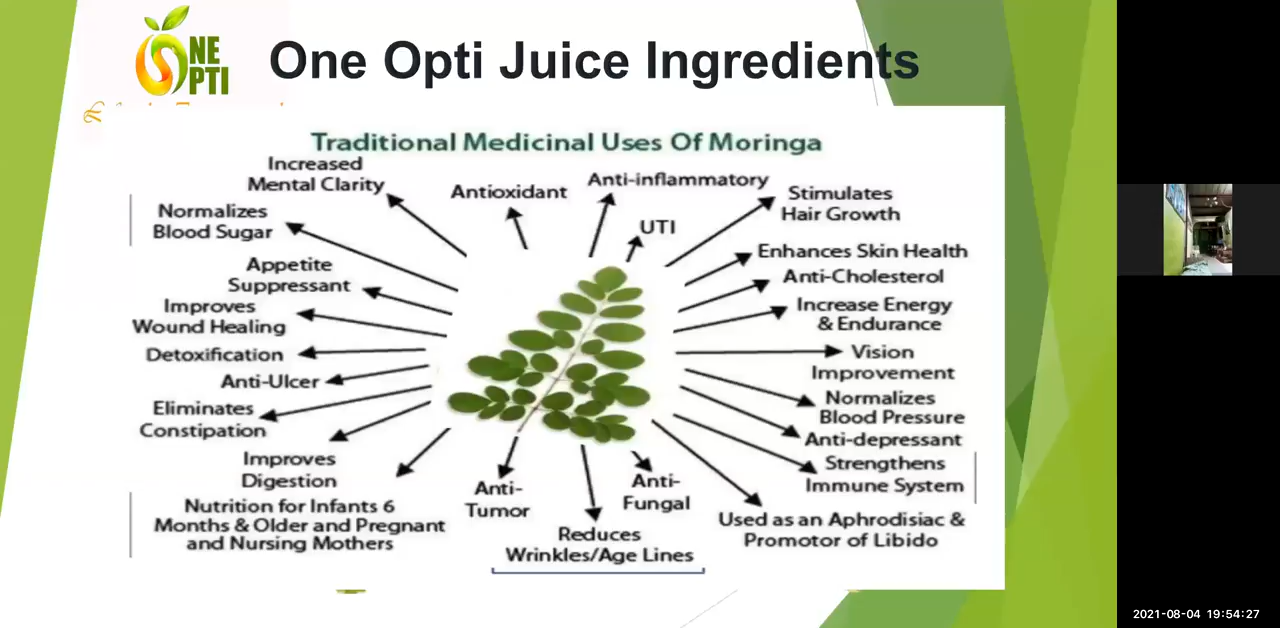 NE
PTI
One Opti Juice Ingredients
Traditional Medicinal Uses Of Moringa
Increased
Mental Clarity
Antioxidant
Anti-inflammatory
Stimulates
Hair Growth
UTI
Normalizes
Blood Sugar
Enhances Skin Health
Appetite
Suppressant
Anti-Cholesterol
Improves
Wound Healing
Increase Energy
& Endurance
Detoxification
Vision
Improvement
Anti-Ulcer
Normalizes
Blood Pressure
Eliminates
Constipation
Anti-depressant
Improves
Digestion
Strengthens
Immune System
Nutrition for Infants 6
Months & Older and Pregnant
and Nursing Mothers
Anti-
Tumor
Anti-
Fungal
Reduces
Wrinkles/Age Lines
Used as an Aphrodisiac &
Promotor of Libido
2021-08-04 19:54:27